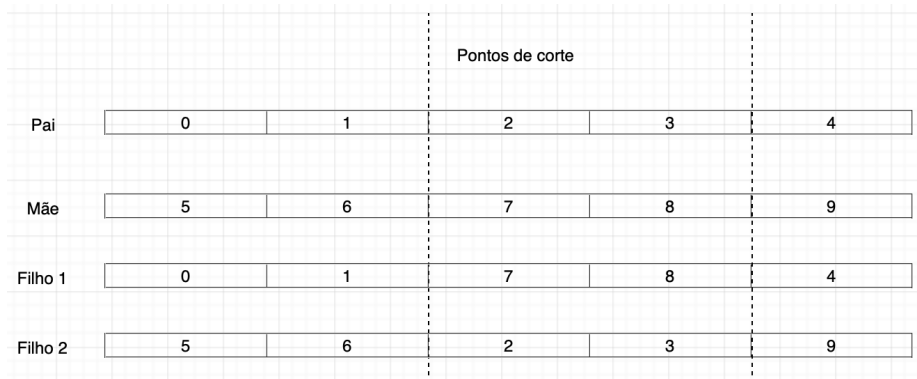 Pontos de corte
Pai 0 1 2 3 4
Mãe 5 6 7 8 9
Filho 1 0 1 7 8 4
Filho 2 5 6 2 3 9